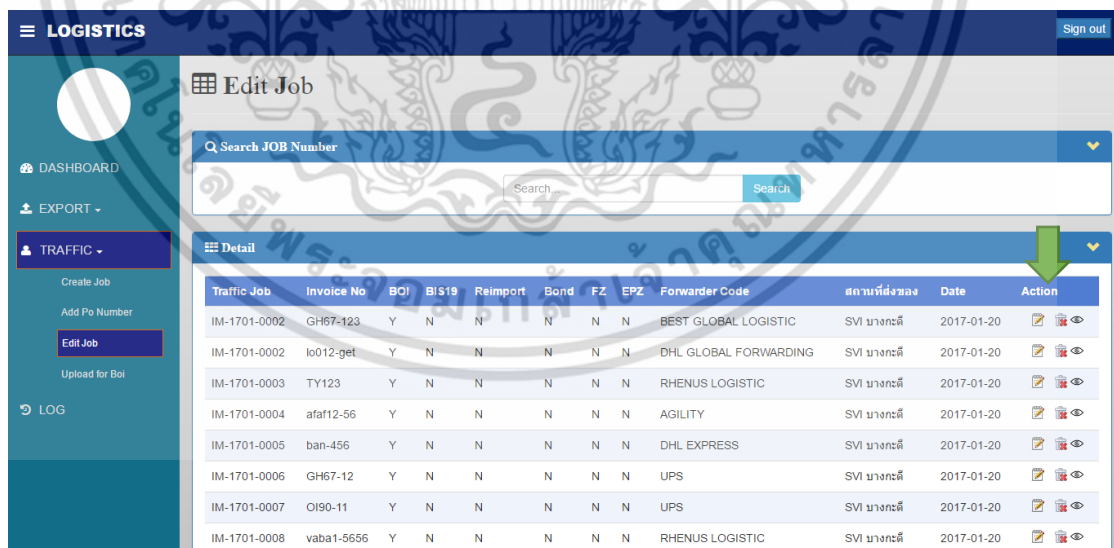 LOGISTICS
Sign out
Edit Job
Search JOB Number
DASHBOARD
Search...
Search
EXPORT
TRAFFIC
Detail
Create Job
Add Po Number
Edit Job
Upload for Boi
LOG
Traffic Job Invoice No BOI BIS19 Reimport Bond FZ EPZ Forwarder Code สถานที่ส่งของ Date Action
IM-1701-0002 GH67-123 Y N N N N N BEST GLOBAL LOGISTIC SVI บางกะดี 2017-01-20
IM-1701-0002 lo012-get Y N N N N N DHL GLOBAL FORWARDING SVI บางกะดี 2017-01-20
IM-1701-0003 TY123 Y N N N N N RHENUS LOGISTIC SVI บางกะดี 2017-01-20
IM-1701-0004 afaf12-56 Y N N N N N AGILITY SVI บางกะดี 2017-01-20
IM-1701-0005 ban-456 Y N N N N N DHL EXPRESS SVI บางกะดี 2017-01-20
IM-1701-0006 GH67-12 Y N N N N N UPS SVI บางกะดี 2017-01-20
IM-1701-0007 OI90-11 Y N N N N N UPS SVI บางกะดี 2017-01-20
IM-1701-0008 vaba1-5656 Y N N N N N RHENUS LOGISTIC SVI บางกะดี 2017-01-20